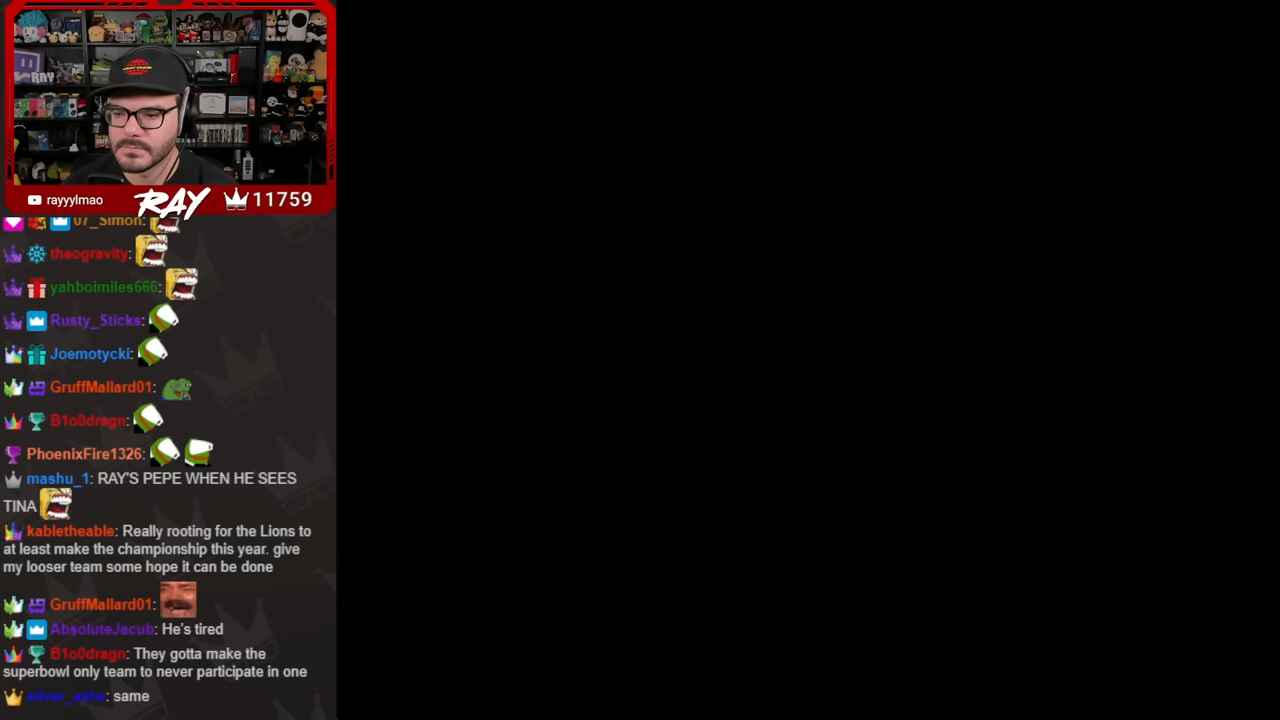 rayyylmao RAY 11759
07_Simon:
theogravity:
yahboimiles666:
Rusty_Sticks:
Joemotycki:
GruffMallard01:
B1o0dragn:
PhoenixFire1326:
mashu_1: RAY'S PEPE WHEN HE SEES
TINA
kabletheable: Really rooting for the Lions to
at least make the championship this year. give
my looser team some hope it can be done
GruffMallard01:
AbsoluteJacub: He's tired
B1o0dragn: They gotta make the
superbowl only team to never participate in one
silver_ashe: same